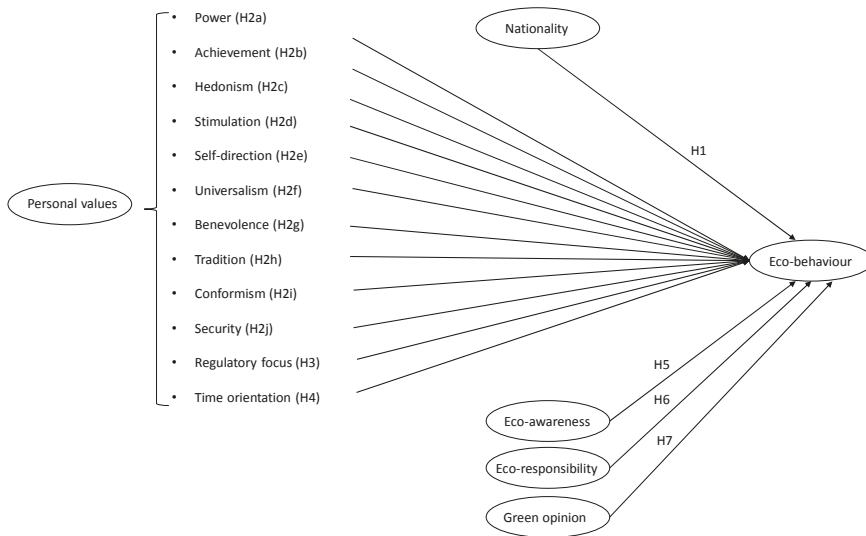 Power (H2a)
Achievement (H2b)
Hedonism (H2c)
Stimulation (H2d)
Self-direction (H2e)
Universalism (H2f)
Benevolence (H2g)
Tradition (H2h)
Conformism (H2i)
Security (H2j)
Regulatory focus (H3)
Time orientation (H4)
Personal values
Nationality
H1
Eco-behaviour
H5
H6
H7
Eco-awareness
Eco-responsibility
Green opinion